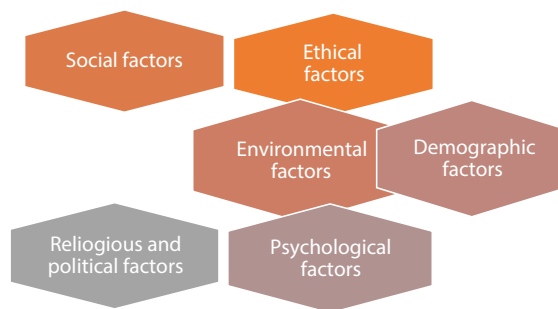 Social factors
Ethical
factors
Environmental
factors
Demographic
factors
Reliogious and
political factors
Psychological
factors